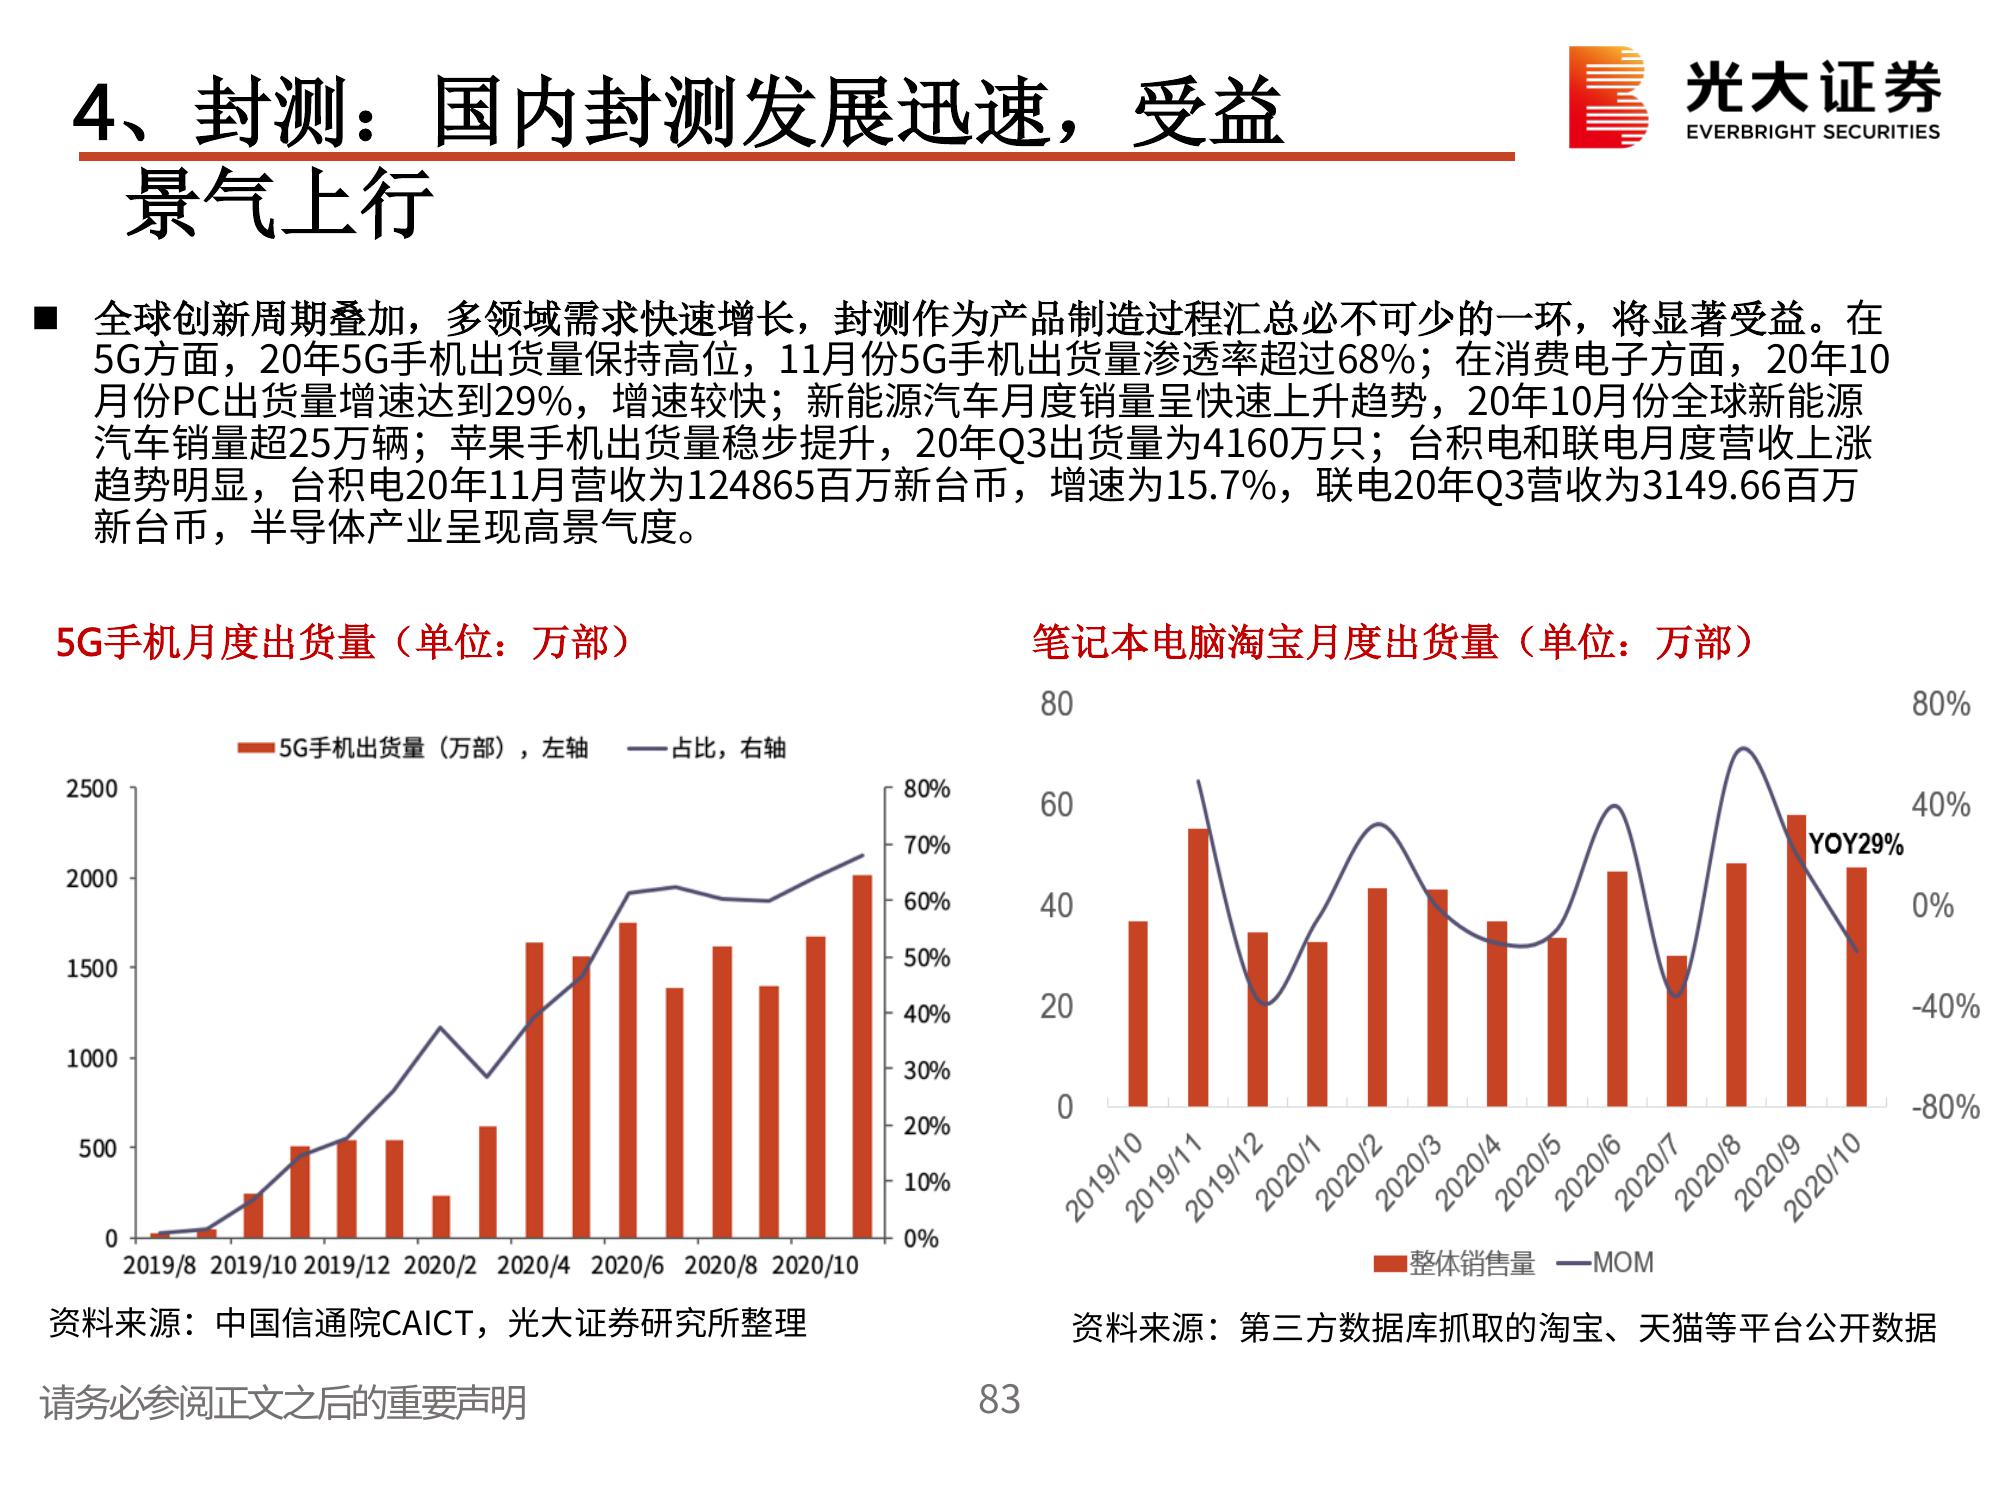 4、封测：国内封测发展迅速，受益
景气上行
光大证券
EVERBRIGHT SECURITIES
■ 全球创新周期叠加，多领域需求快速增长，封测作为产品制造过程汇总必不可少的一环，将显著受益。在
5G方面，20年5G手机出货量保持高位，11月份5G手机出货量渗透率超过68%；在消费电子方面，20年10
月份PC出货量增速达到29%，增速较快；新能源汽车月度销量呈快速上升趋势，20年10月份全球新能源
汽车销量超25万辆；苹果手机出货量稳步提升，20年Q3出货量为4160万只；台积电和联电月度营收上涨
趋势明显，台积电20年11月营收为124865百万新台币，增速为15.7%，联电20年Q3营收为3149.66百万
新台币，半导体产业呈现高景气度。
5G手机月度出货量（单位：万部）
5G手机出货量（万部），左轴 占比，右轴
2500
2000
1500
1000
500
0
80%
70%
60%
50%
40%
30%
20%
10%
0%
2019/8 2019/10 2019/12 2020/2 2020/4 2020/6 2020/8 2020/10
资料来源：中国信通院CAICT，光大证券研究所整理
笔记本电脑淘宝月度出货量（单位：万部）
80
60
40
20
0
80%
40%
0%
-40%
-80%
YOY29%
2019/10 2019/11 2019/12 2020/1 2020/2 2020/3 2020/4 2020/5 2020/6 2020/7 2020/8 2020/9 2020/10
整体销售量 MOM
资料来源：第三方数据库抓取的淘宝、天猫等平台公开数据
请务必参阅正文之后的重要声明
83